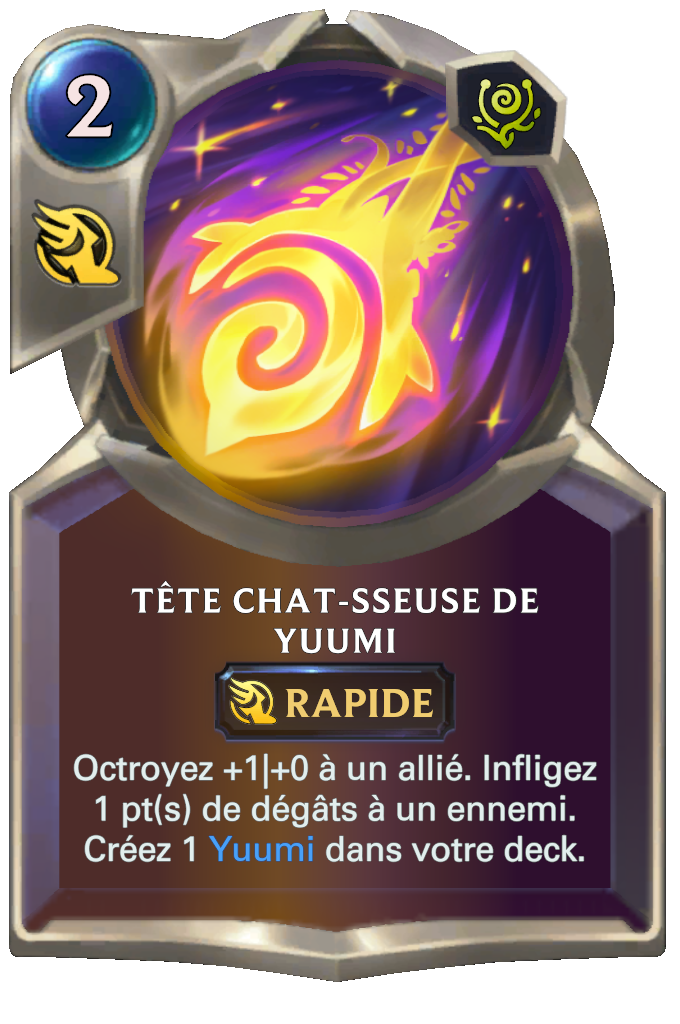 2
TÊTE CHAT-SSEUSE DE
YUUMI
RAPIDE
Octroyez +1|+0 à un allié. Infligez
1 pt(s) de dégâts à un ennemi.
Créez 1 Yuumi dans votre deck.